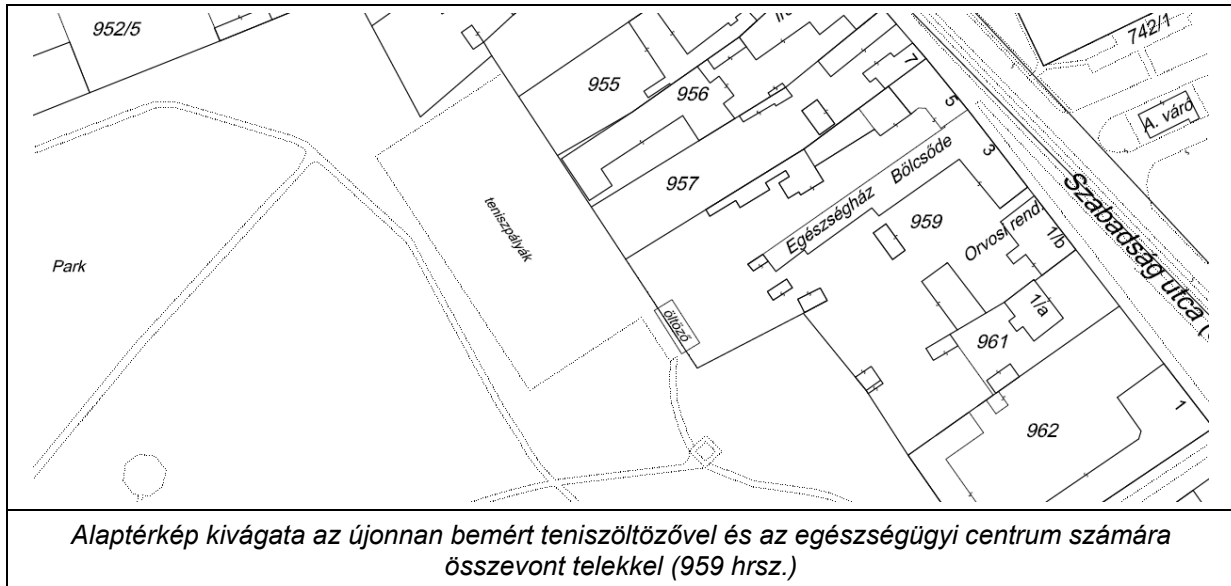 952/5
742/1
955
956
7
A. váró
5
957
Bölcsőde
3
Egészségház
959
teniszpályák
Szabadság utca (
Orvosi rend.
1/b
Park
öltöző
1/a
961
962
1
Alaptérkép kivágata az újonnan bemért teniszöltözővel és az egészségügyi centrum számára
összevont telekkel (959 hrsz.)